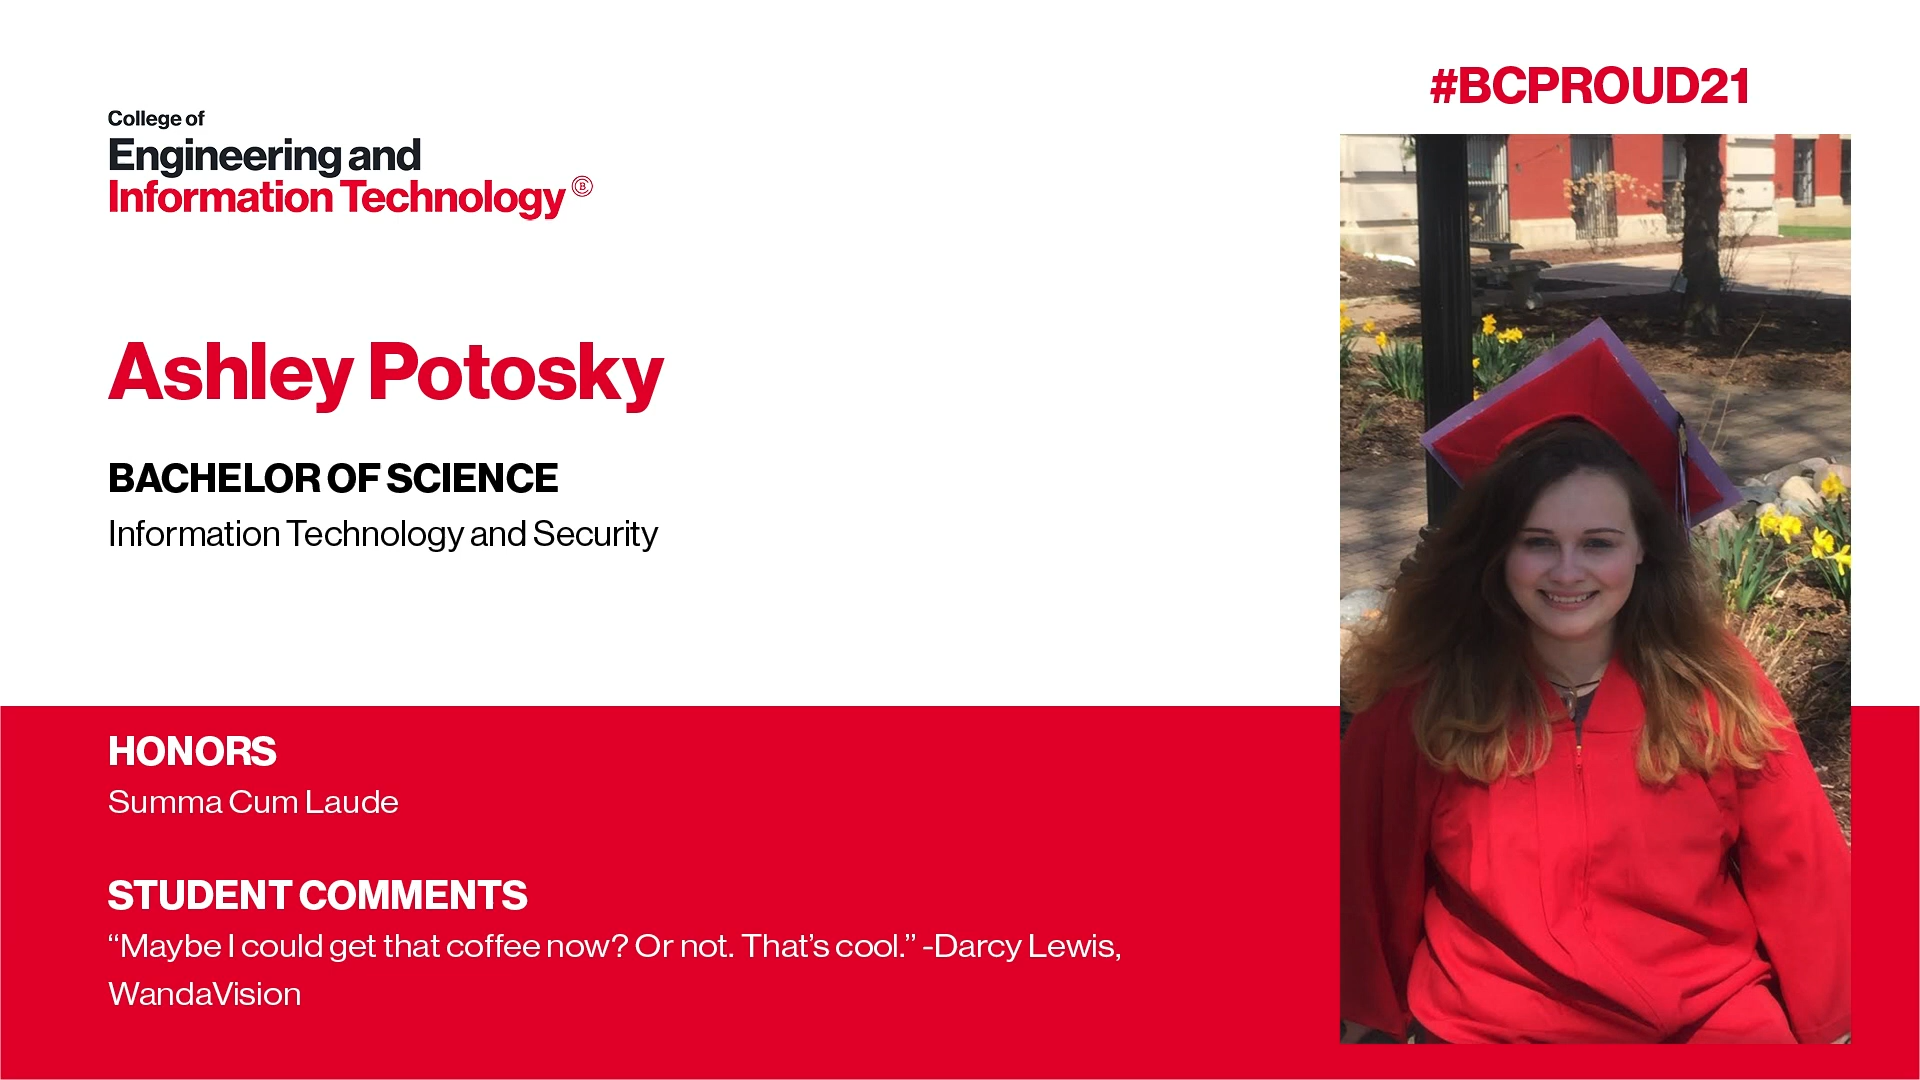 #BCPROUD21
College of
Engineering and
Information Technology Ⓑ
Ashley Potosky
BACHELOR OF SCIENCE
Information Technology and Security
HONORS
Summa Cum Laude
STUDENT COMMENTS
“Maybe I could get that coffee now? Or not. That’s cool.” -Darcy Lewis,
WandaVision